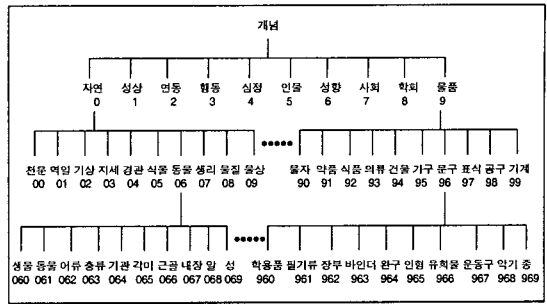 개념
자연 성상 변동 행동 심정 인물 성향 사회 학회 물품
0 1 2 3 4 5 6 7 8 9
천문 역일 기상 지세 경관 식물 동물 생리 물질 물상 물자 약품 식품 의류 건물 가구 문구 표식 공구 기계
00 01 02 03 04 05 06 07 08 09 90 91 92 93 94 95 96 97 98 99
생물 동물 어류 충류 기관 각미 근골 내장 알 성 학용품 필기류 장부 바인더 완구 인형 유희물 운동구 악기 종
060 061 062 063 064 065 066 067 068 069 960 961 962 963 964 965 966 967 968 969